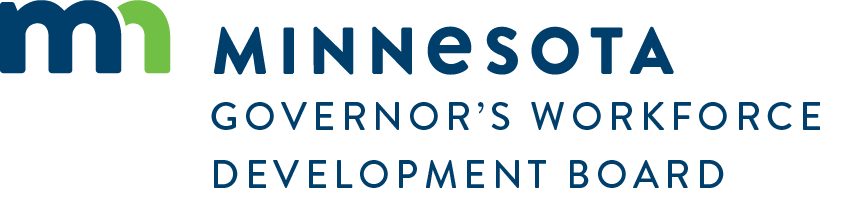 mn MINNeSOTA
GOVERNOR'S WORKFORCE
DEVELOPMENT BOARD